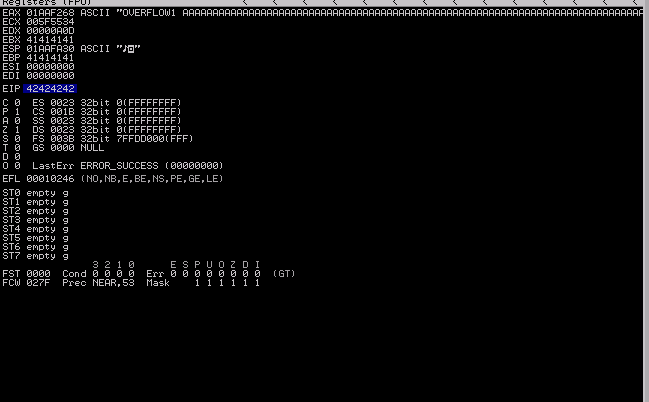 Registers (FPU) < < < < < < < < <
EAX 01AAF268 ASCII "OVERFLOW1 AAAAAAAAAAAAAAAAAAAAAAAAAAAAAAAAAAAAAAAAAAAAAAAAAAAAAAAAAAAAAAAAAAAAAAAAAAAA
ECX 005F5534
EDX 00000A0D
EBX 41414141
ESP 01AAFA30 ASCII "♪◙"
EBP 41414141
ESI 00000000
EDI 00000000
EIP 42424242
C 0 ES 0023 32bit 0(FFFFFFFF)
P 1 CS 001B 32bit 0(FFFFFFFF)
A 0 SS 0023 32bit 0(FFFFFFFF)
Z 1 DS 0023 32bit 0(FFFFFFFF)
S 0 FS 003B 32bit 7FFDD000(FFF)
T 0 GS 0000 NULL
D 0
O 0 LastErr ERROR_SUCCESS (00000000)
EFL 00010246 (NO,NB,E,BE,NS,PE,GE,LE)
ST0 empty g
ST1 empty g
ST2 empty g
ST3 empty g
ST4 empty g
ST5 empty g
ST6 empty g
ST7 empty g
3 2 1 0 E S P U O Z D I
FST 0000 Cond 0 0 0 0 Err 0 0 0 0 0 0 0 0 (GT)
FCW 027F Prec NEAR,53 Mask 1 1 1 1 1 1